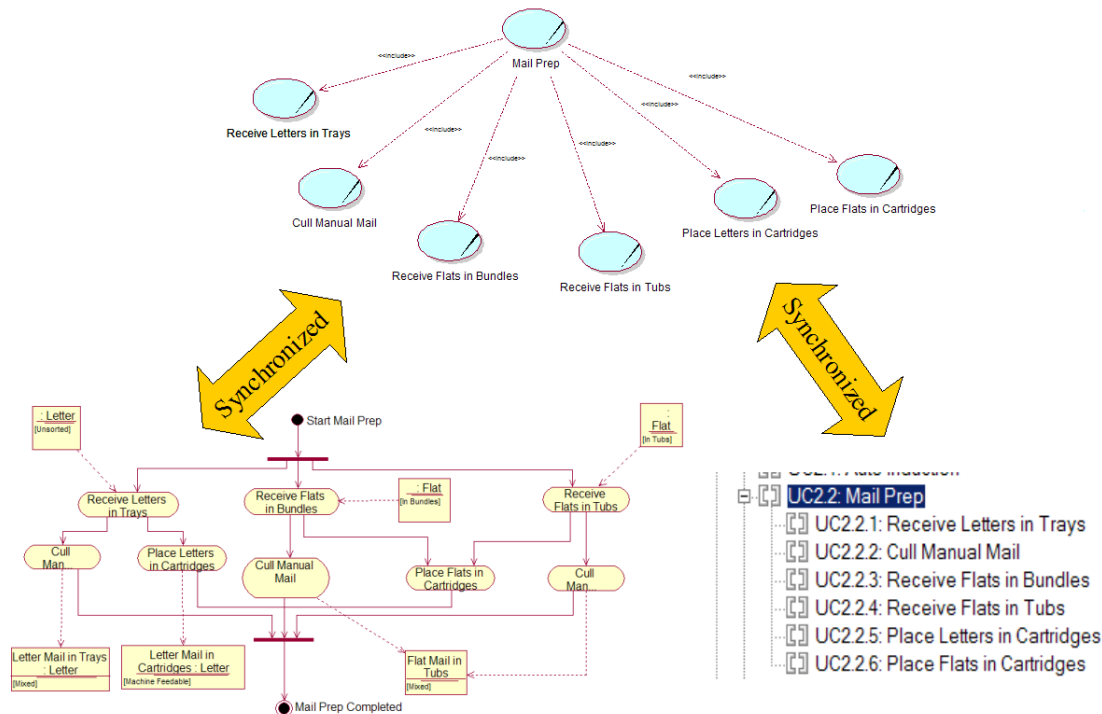 Mail Prep
<<include>>
<<include>>
<<include>>
<<include>>
<<include>>
<<include>>
Receive Letters in Trays
Cull Manual Mail
Receive Flats in Bundles
Receive Flats in Tubs
Place Letters in Cartridges
Place Flats in Cartridges
Synchronized
Synchronized
: Letter
[Unsorted]
Start Mail Prep
:
Flat
[In Tubs]
Receive Letters
in Trays
Receive Flats
in Bundles
: Flat
[In Bundles]
Receive
Flats in Tubs
Cull
Man...
Place Letters
in Cartridges
Cull Manual
Mail
Place Flats in
Cartridges
Cull
Man...
Letter Mail in Trays
: Letter
[Mixed]
Letter Mail in
Cartridges : Letter
[Machine Feedable]
Flat Mail in
Tubs
[Mixed]
Mail Prep Completed
UC2.2: Mail Prep
UC2.2.1: Receive Letters in Trays
UC2.2.2: Cull Manual Mail
UC2.2.3: Receive Flats in Bundles
UC2.2.4: Receive Flats in Tubs
UC2.2.5: Place Letters in Cartridges
UC2.2.6: Place Flats in Cartridges